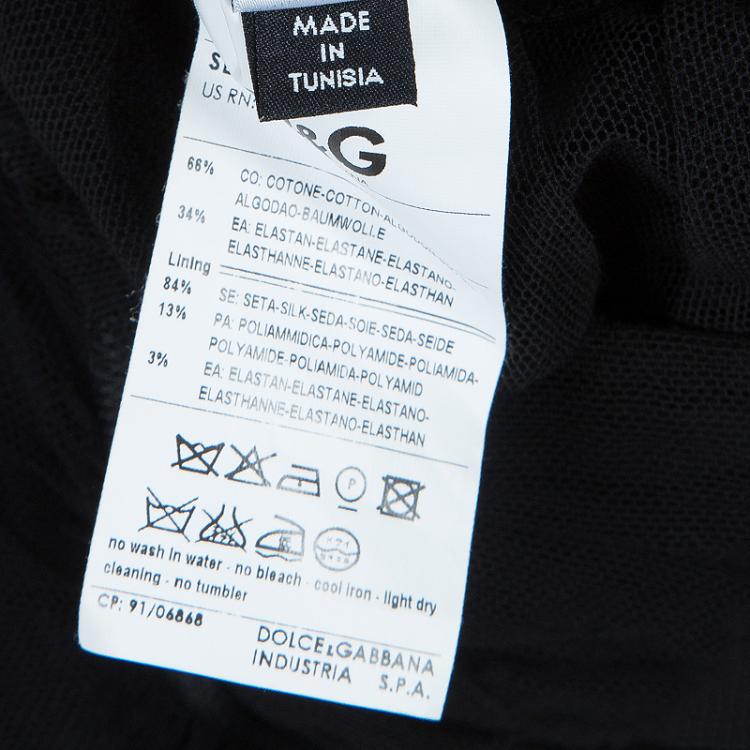 MADE
IN
TUNISIA
US RN:
&G
66% CO: COTONE-COTTON-
ALGODAO-BAUMWOLLE
34% EA: ELASTAN-ELASTANE-ELASTANO-
ELASTHANNE-ELASTANO-ELASTHAN
Lining
84% SE: SETA-SILK-SEDA-SOIE-SEDA-SEIDE
13% PA: POLIAMMIDICA-POLYAMIDE-POLIAMIDA-
POLYAMIDE-POLIAMIDA-POLYAMID
3% EA: ELASTAN-ELASTANE-ELASTANO-
ELASTHANNE-ELASTANO-ELASTHAN
P
no wash in water - no bleach - cool iron - light dry
cleaning - no tumbler
CP: 91/06868
DOLCE&GABBANA
INDUSTRIA S.P.A.